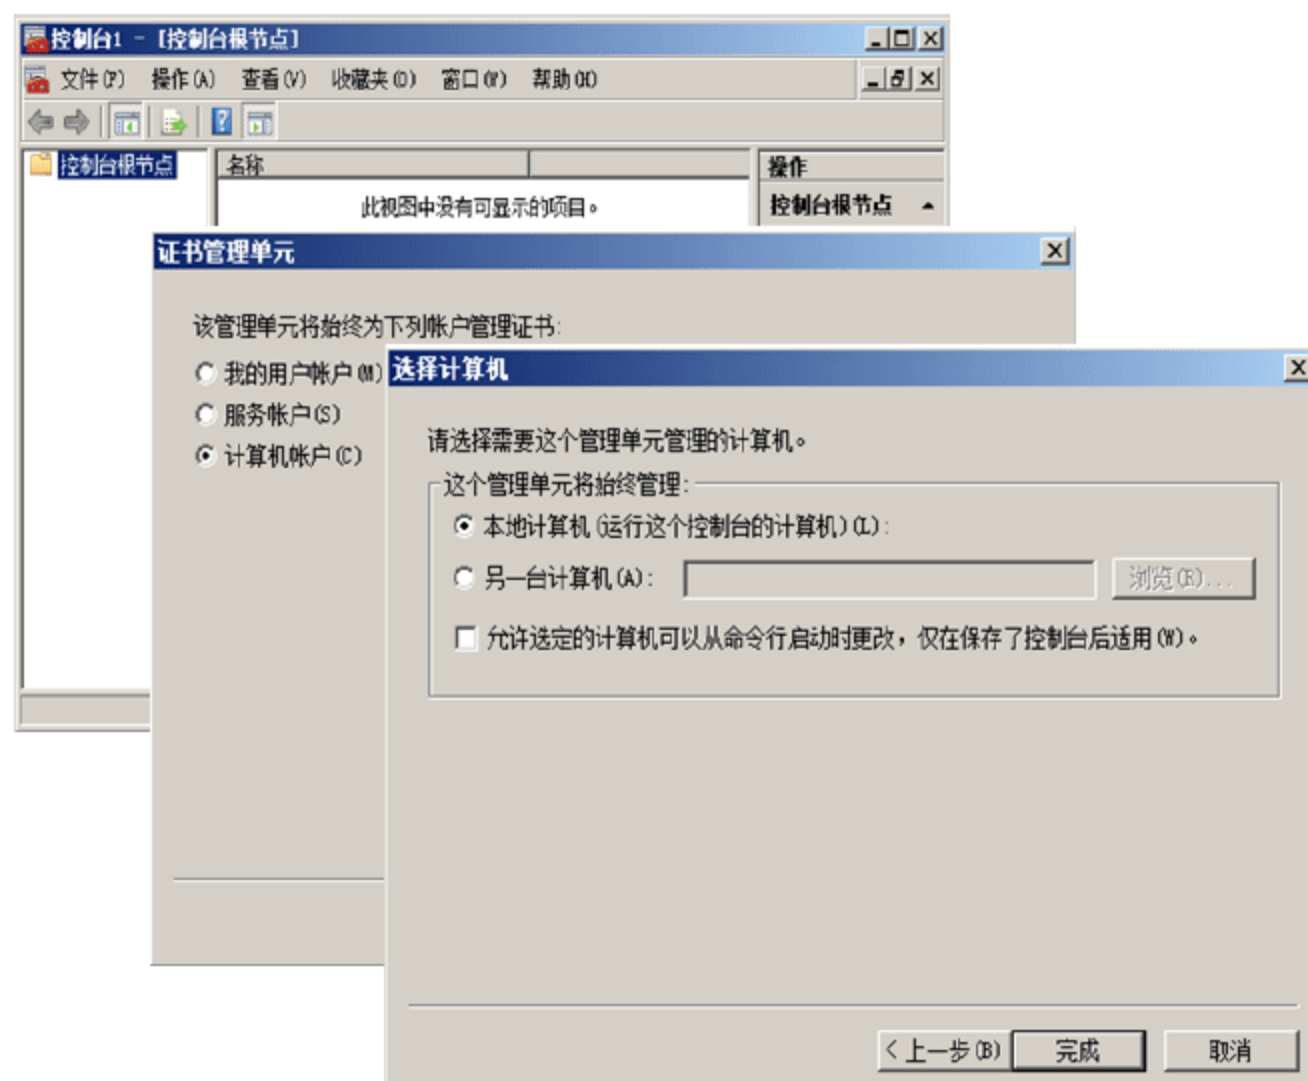 控制台1 - [控制台根节点]
文件(F) 操作(A) 查看(V) 收藏夹(O) 窗口(W) 帮助(H)
控制台根节点
名称
操作
此视图中没有可显示的项目。
控制台根节点
证书管理单元
该管理单元将始终为下列帐户管理证书:
我的用户帐户(M)
服务帐户(S)
计算机帐户(C)
选择计算机
请选择需要这个管理单元管理的计算机。
这个管理单元将始终管理:
本地计算机(运行这个控制台的计算机)(L):
另一台计算机(A):
浏览(R)...
允许选定的计算机可以从命令行启动时更改，仅在保存了控制台后适用(W)。
< 上一步(B)
完成
取消